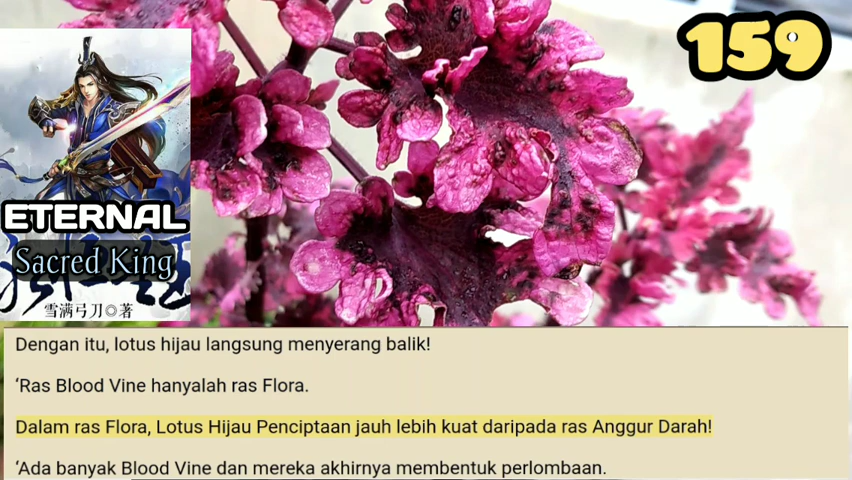 159
ETERNAL
Sacred King
雪满弓刀◎著
Dengan itu, lotus hijau langsung menyerang balik!
‘Ras Blood Vine hanyalah ras Flora.
Dalam ras Flora, Lotus Hijau Penciptaan jauh lebih kuat daripada ras Anggur Darah!
‘Ada banyak Blood Vine dan mereka akhirnya membentuk perlombaan.